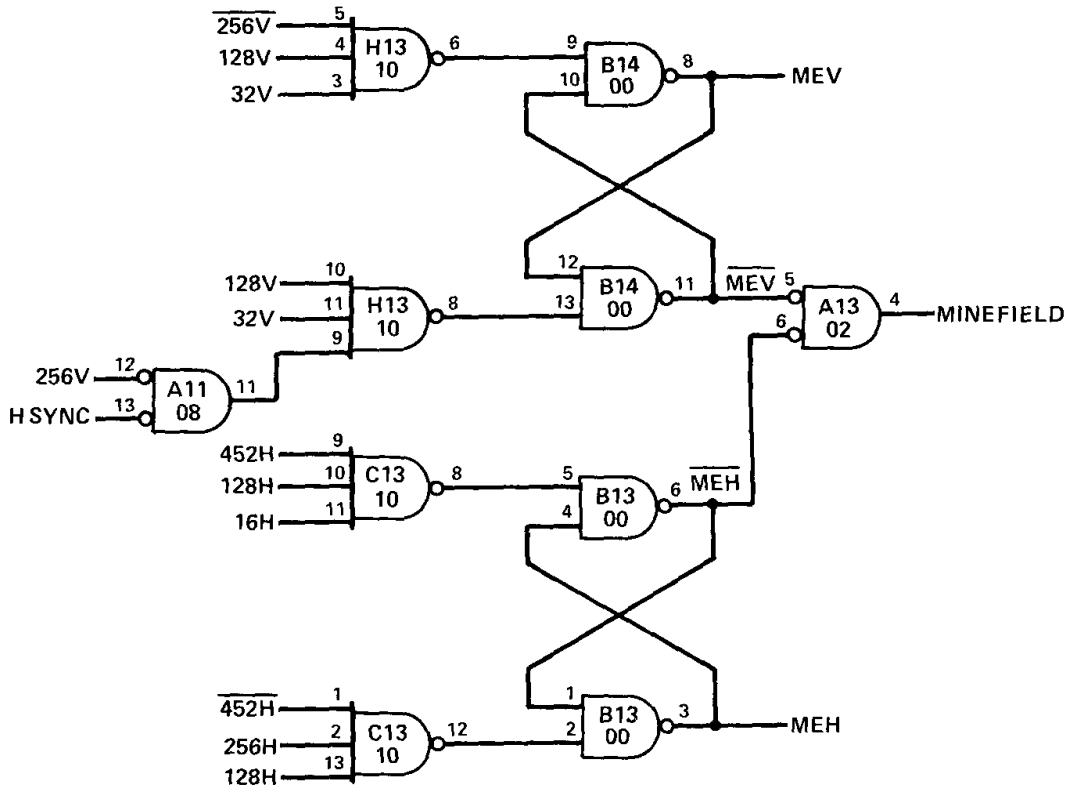 256V 5
128V 4
32V 3
H13
10
6
9
10
B14
00
8
MEV
128V 10
32V 11
9
H13
10
8
12
13
B14
00
11
MEV 5
6
A13
02
4
MINEFIELD
256V 12
HSYNC 13
A11
08
11
452H 9
128H 10
16H 11
C13
10
8
5
4
B13
00
6
MEH
452H 1
256H 2
128H 13
C13
10
12
1
2
B13
00
3
MEH